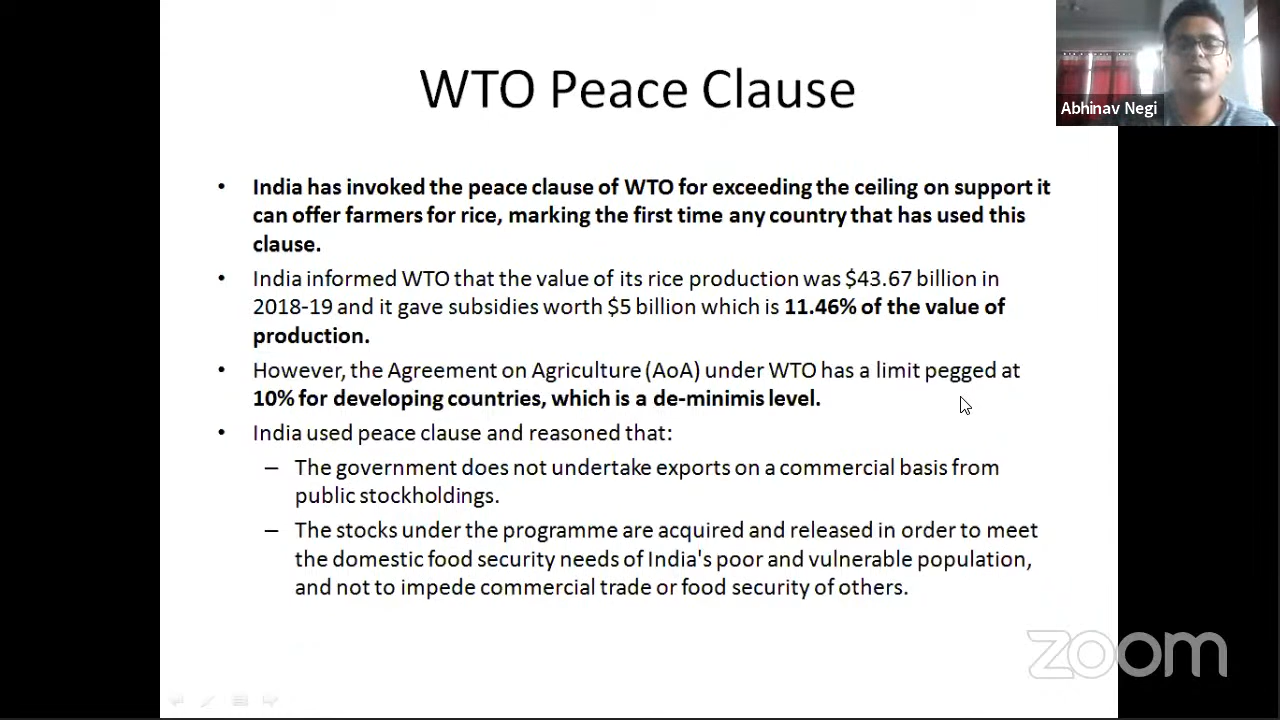 WTO Peace Clause
Abhinav Negi
• India has invoked the peace clause of WTO for exceeding the ceiling on support it
can offer farmers for rice, marking the first time any country that has used this
clause.
• India informed WTO that the value of its rice production was $43.67 billion in
2018-19 and it gave subsidies worth $5 billion which is 11.46% of the value of
production.
• However, the Agreement on Agriculture (AoA) under WTO has a limit pegged at
10% for developing countries, which is a de-minimis level.
• India used peace clause and reasoned that:
– The government does not undertake exports on a commercial basis from
public stockholdings.
– The stocks under the programme are acquired and released in order to meet
the domestic food security needs of India's poor and vulnerable population,
and not to impede commercial trade or food security of others.
zoom